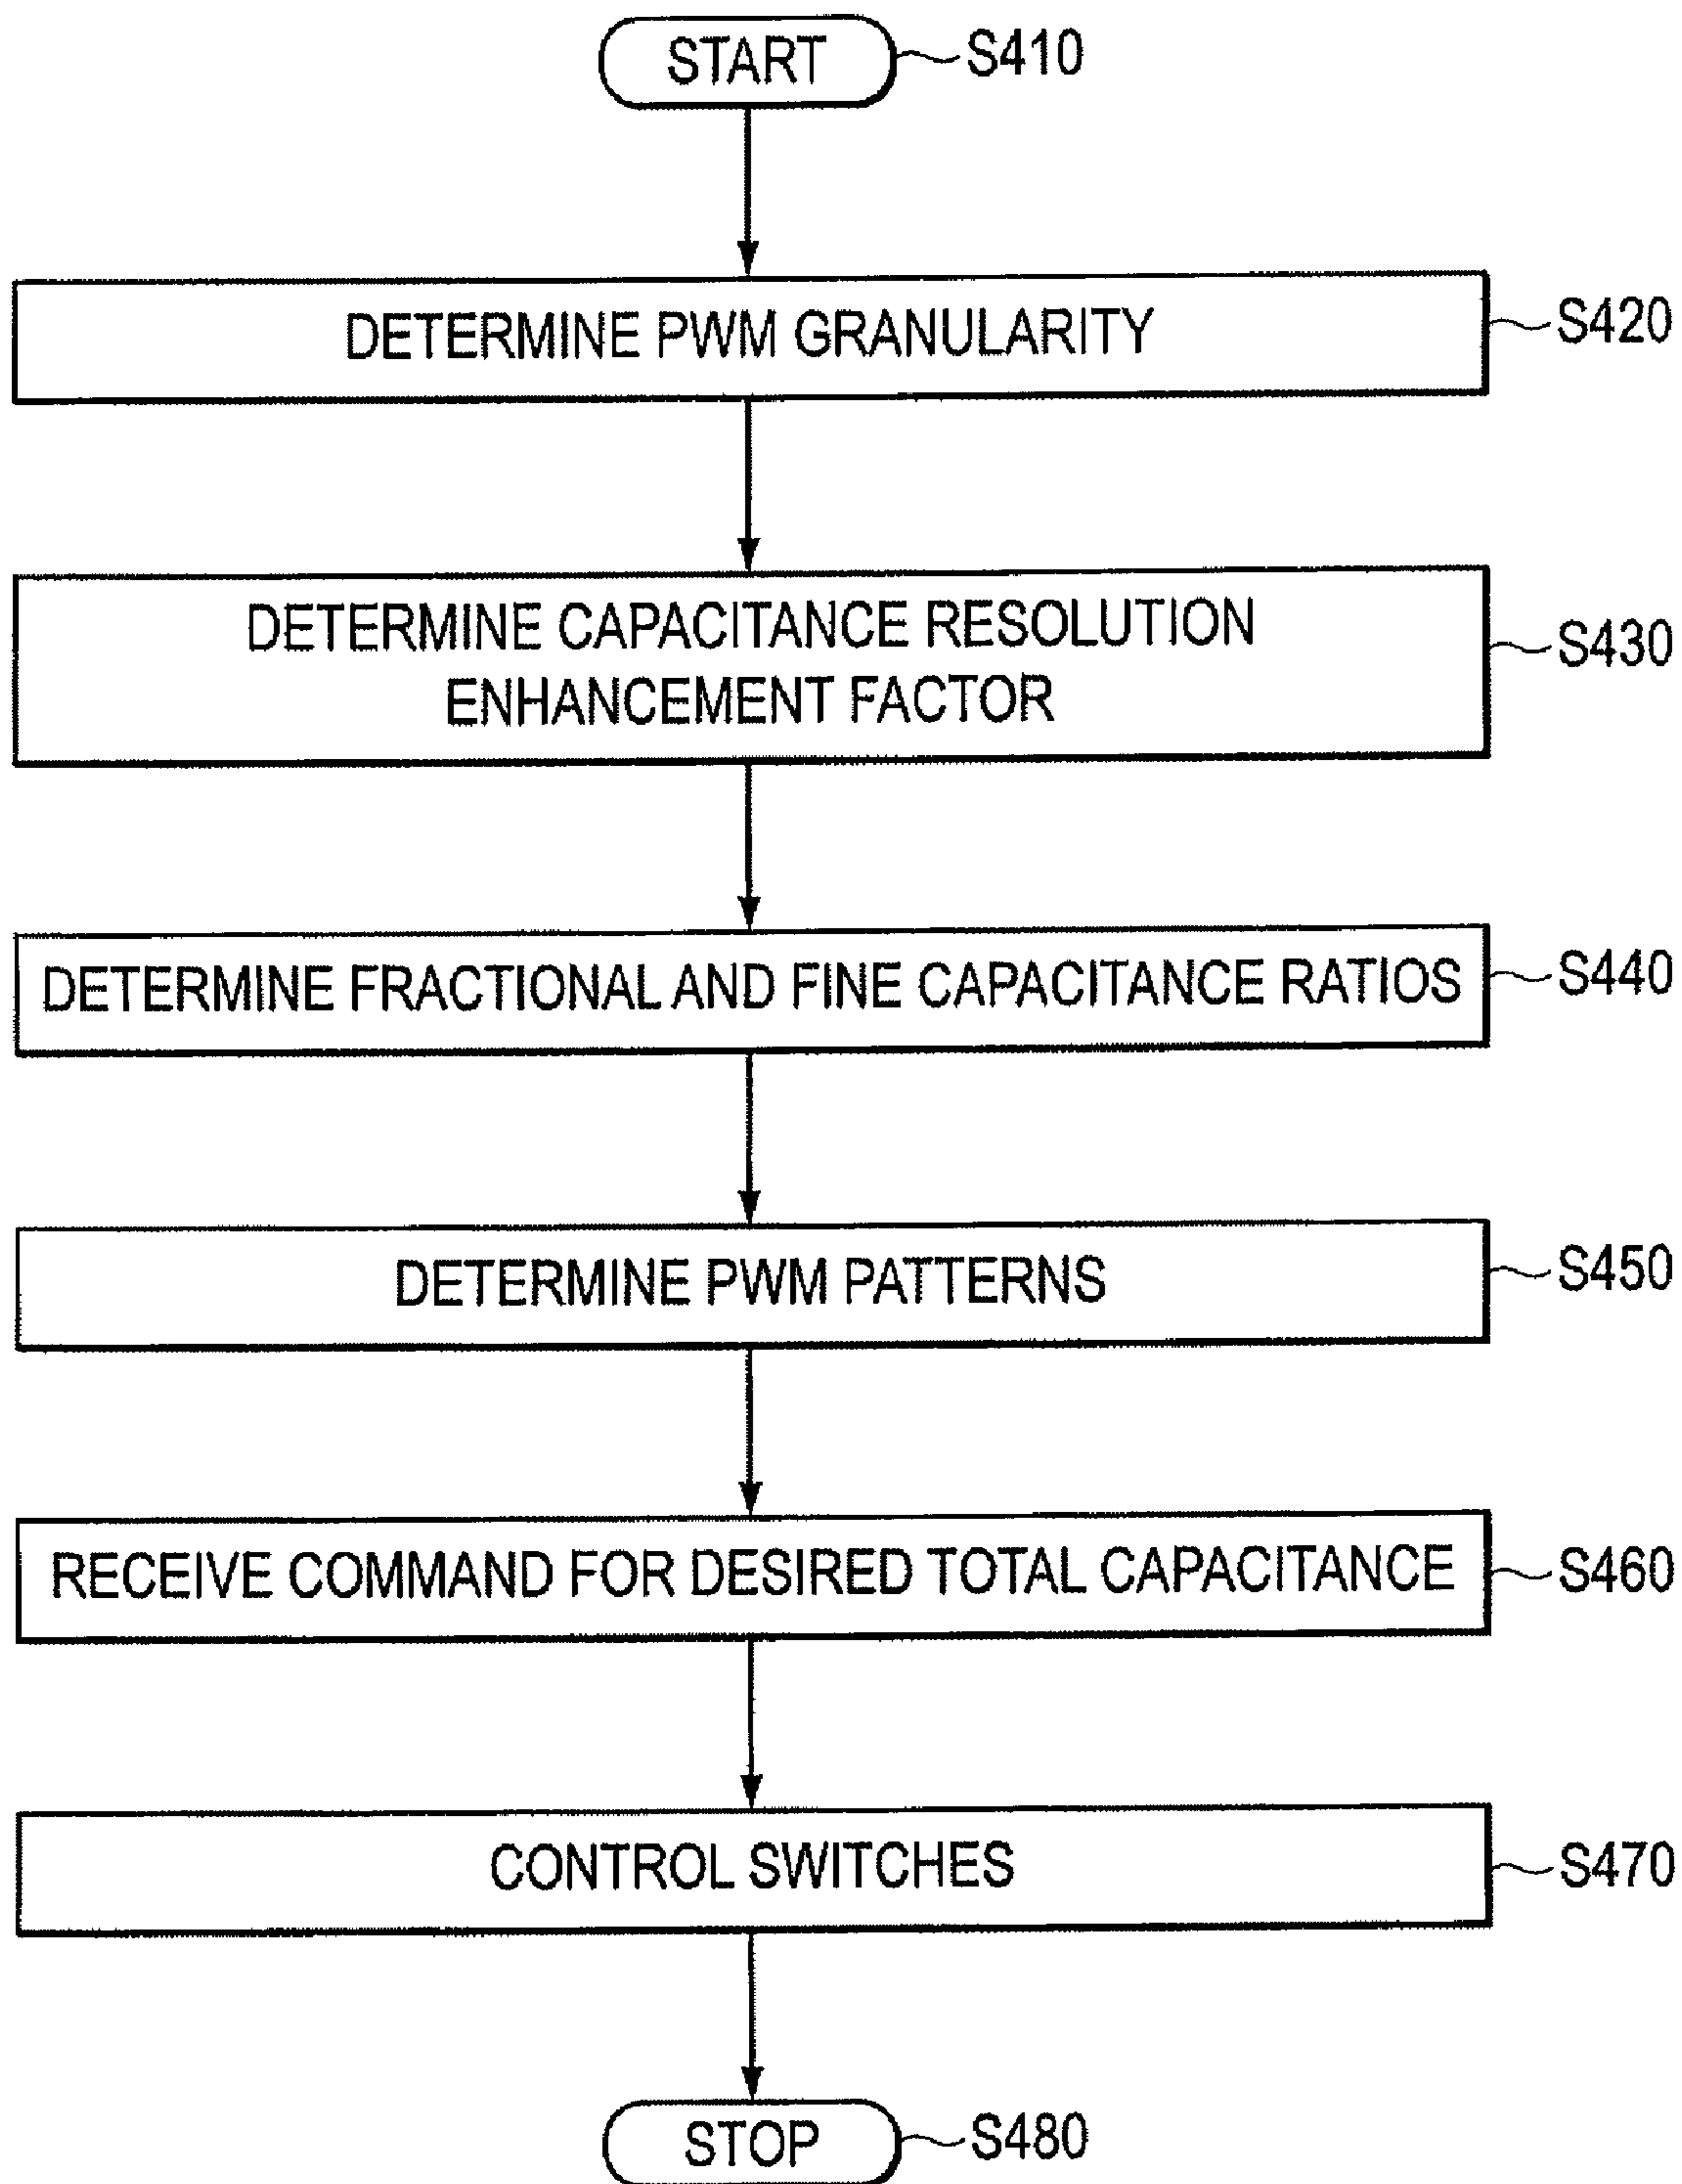 START
S410
DETERMINE PWM GRANULARITY
S420
DETERMINE CAPACITANCE RESOLUTION
ENHANCEMENT FACTOR
S430
DETERMINE FRACTIONAL AND FINE CAPACITANCE RATIOS
S440
DETERMINE PWM PATTERNS
S450
RECEIVE COMMAND FOR DESIRED TOTAL CAPACITANCE
S460
CONTROL SWITCHES
S470
STOP
S480